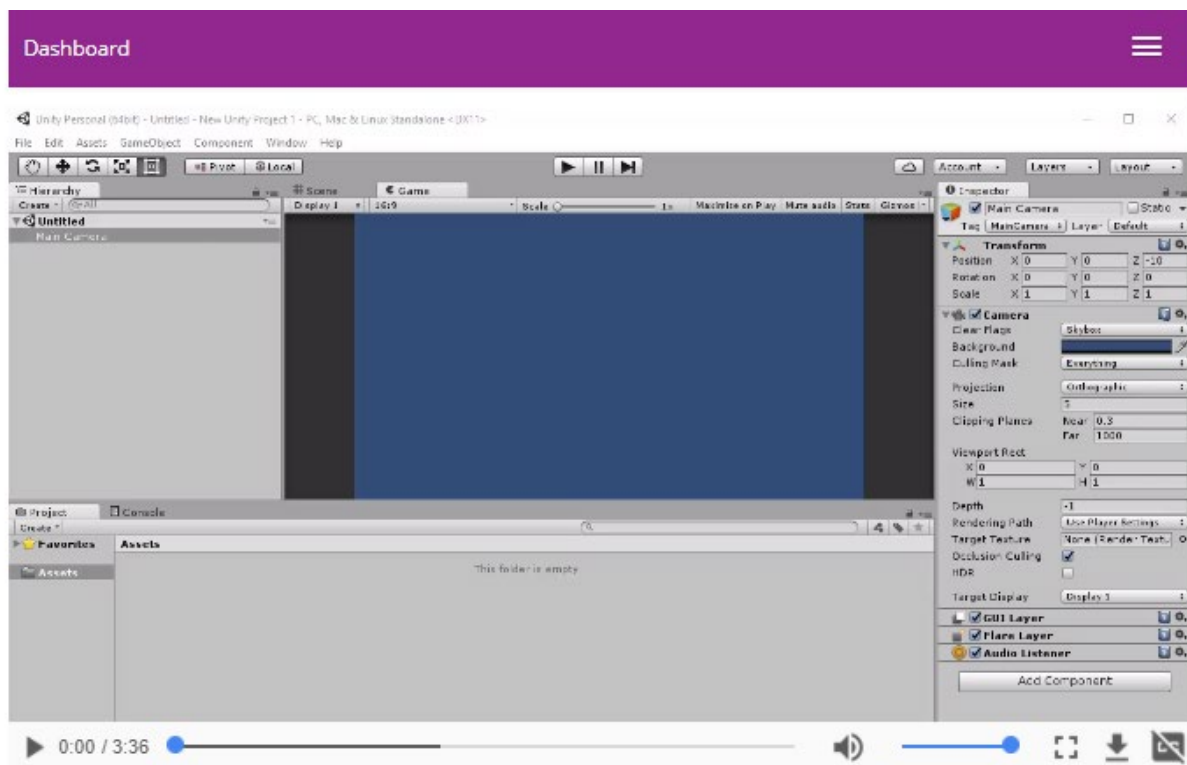 Dashboard
Unity Personal (64bit) - Untitled - New Unity Project 1 - PC, Mac & Linux Standalone <DX11>
File Edit Assets GameObject Component Window Help
Pivot Local Account Layers Layout
Hierarchy Scene Game Inspector
Create All Display 1 16:9 Scale 1x Maximize on Play Mute audio Stats Gizmos Main Camera Static
Untitled Tag MainCamera Layer Default
Main Camera Transform
Position X 0 Y 0 Z -10
Rotation X 0 Y 0 Z 0
Scale X 1 Y 1 Z 1
Camera
Clear Flags Skybox
Background
Culling Mask Everything
Projection Orthographic
Size 5
Clipping Planes Near 0.3
Far 1000
Viewport Rect
X 0 Y 0
W 1 H 1
Project Console Depth -1
Create Rendering Path Use Player Settings
Favorites Assets Target Texture None (Render Text
Occlusion Culling
Assets This folder is empty HDR
Target Display Display 1
GUI Layer
Flare Layer
Audio Listener
Add Component
0:00 / 3:36